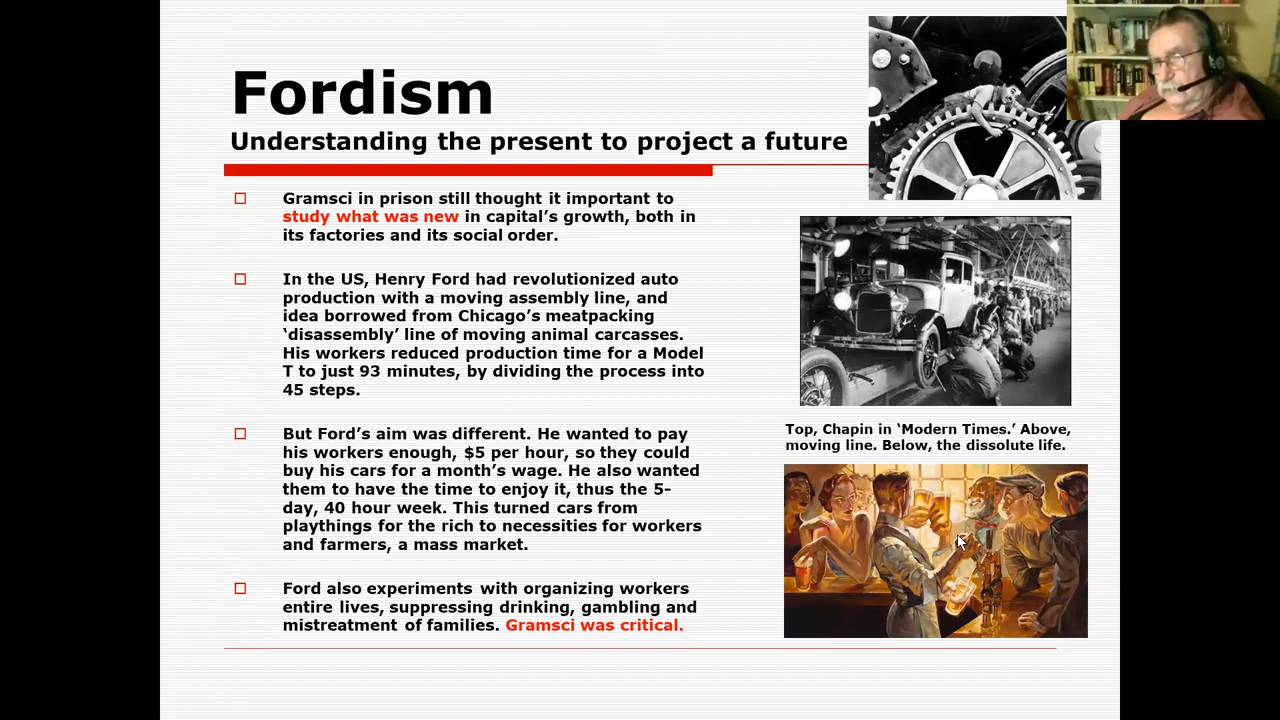 Fordism
Understanding the present to project a future
Gramsci in prison still thought it important to
study what was new in capital's growth, both in
its factories and its social order.
In the US, Henry Ford had revolutionized auto
production with a moving assembly line, and
idea borrowed from Chicago's meatpacking
‘disassembly’ line of moving animal carcasses.
His workers reduced production time for a Model
T to just 93 minutes, by dividing the process into
45 steps.
But Ford's aim was different. He wanted to pay
his workers enough, $5 per hour, so they could
buy his cars for a month's wage. He also wanted
them to have the time to enjoy it, thus the 5-
day, 40 hour week. This turned cars from
playthings for the rich to necessities for workers
and farmers, a mass market.
Ford also experiments with organizing workers
entire lives, suppressing drinking, gambling and
mistreatment of families. Gramsci was critical.
Top, Chapin in ‘Modern Times.’ Above,
moving line. Below, the dissolute life.